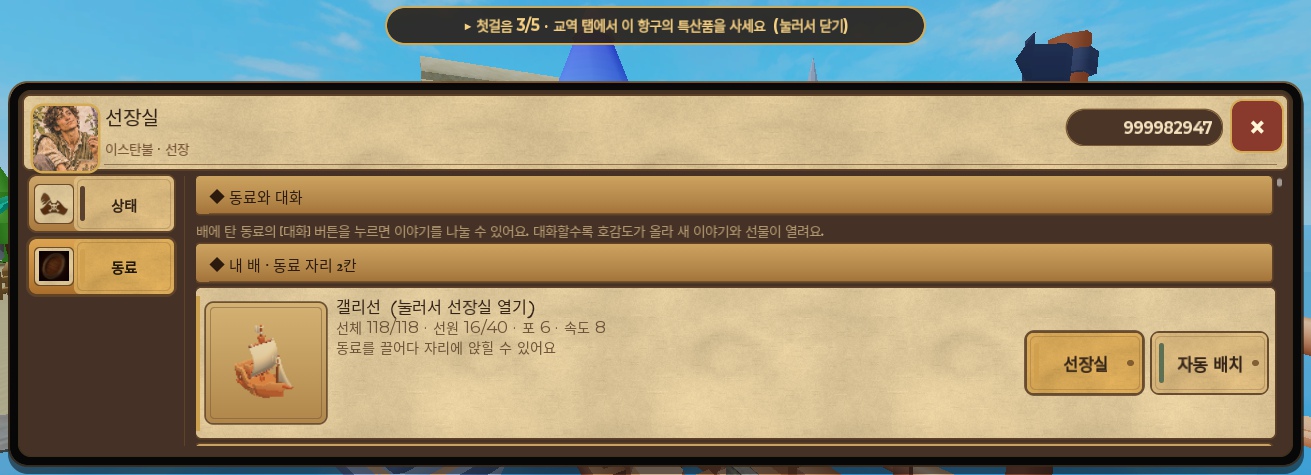 ▸ 첫걸음 3/5 · 교역 탭에서 이 항구의 특산품을 사세요 (눌러서 닫기)
선장실
이스탄불 · 선장
999982947
×
상태
동료
◆ 동료와 대화
배에 탄 동료의 [대화] 버튼을 누르면 이야기를 나눌 수 있어요. 대화할수록 호감도가 올라 새 이야기와 선물이 열려요.
◆ 내 배 · 동료 자리 2칸
갤리선 (눌러서 선장실 열기)
선체 118/118 · 선원 16/40 · 포 6 · 속도 8
동료를 끌어다 자리에 앉힐 수 있어요
선장실
자동 배치